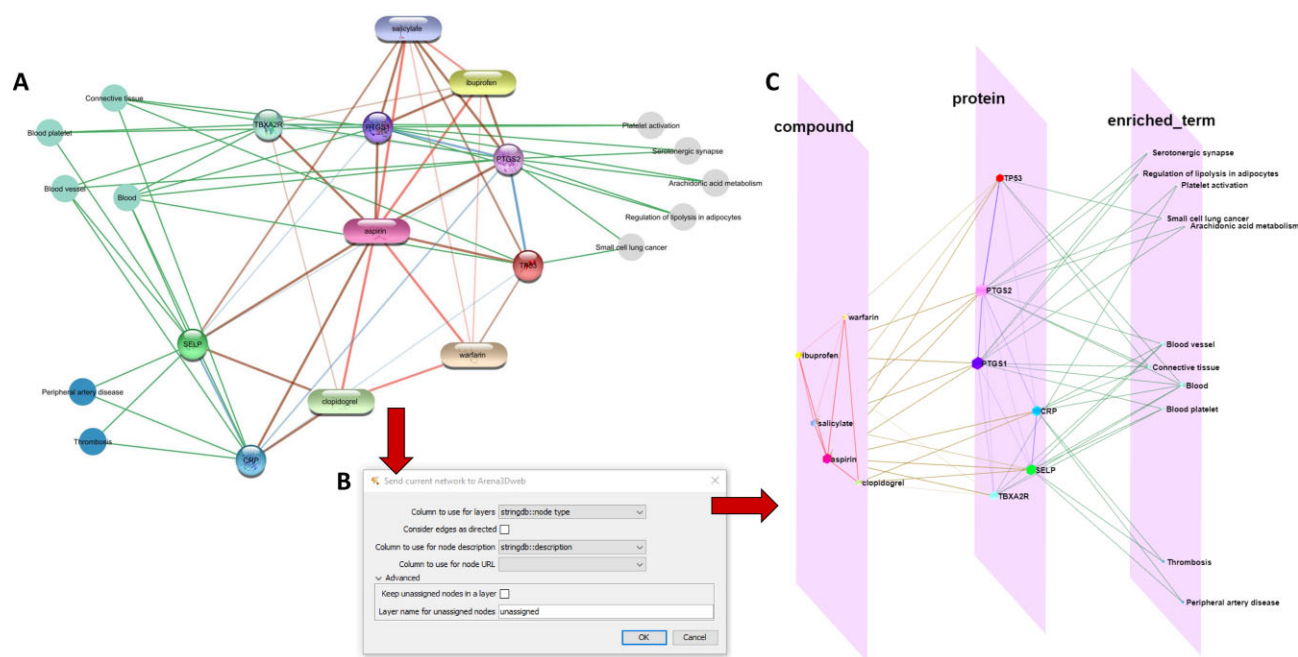 A
salicylate
ibuprofen
Connective tissue
TBXA2R
PTGS1
Platelet activation
Blood platelet
Serotonergic synapse
PTGS2
Arachidonic acid metabolism
Blood vessel
Blood
Regulation of lipolysis in adipocytes
aspirin
Small cell lung cancer
TP53
SELP
warfarin
Peripheral artery disease
clopidogrel
Thrombosis
CRP
B
Send current network to Arena3Dweb
Column to use for layers stringdb::node type
Consider edges as directed
Column to use for node description stringdb::description
Column to use for node URL
Advanced
Keep unassigned nodes in a layer
Layer name for unassigned nodes unassigned
OK Cancel
C
compound
protein
enriched_term
Serotonergic synapse
Regulation of lipolysis in adipocytes
TP53
Platelet activation
Small cell lung cancer
Arachidonic acid metabolism
PTGS2
warfarin
ibuprofen
PTGS1
Blood vessel
Connective tissue
Blood
Blood platelet
CRP
salicylate
aspirin
SELP
clopidogrel
TBXA2R
Thrombosis
Peripheral artery disease